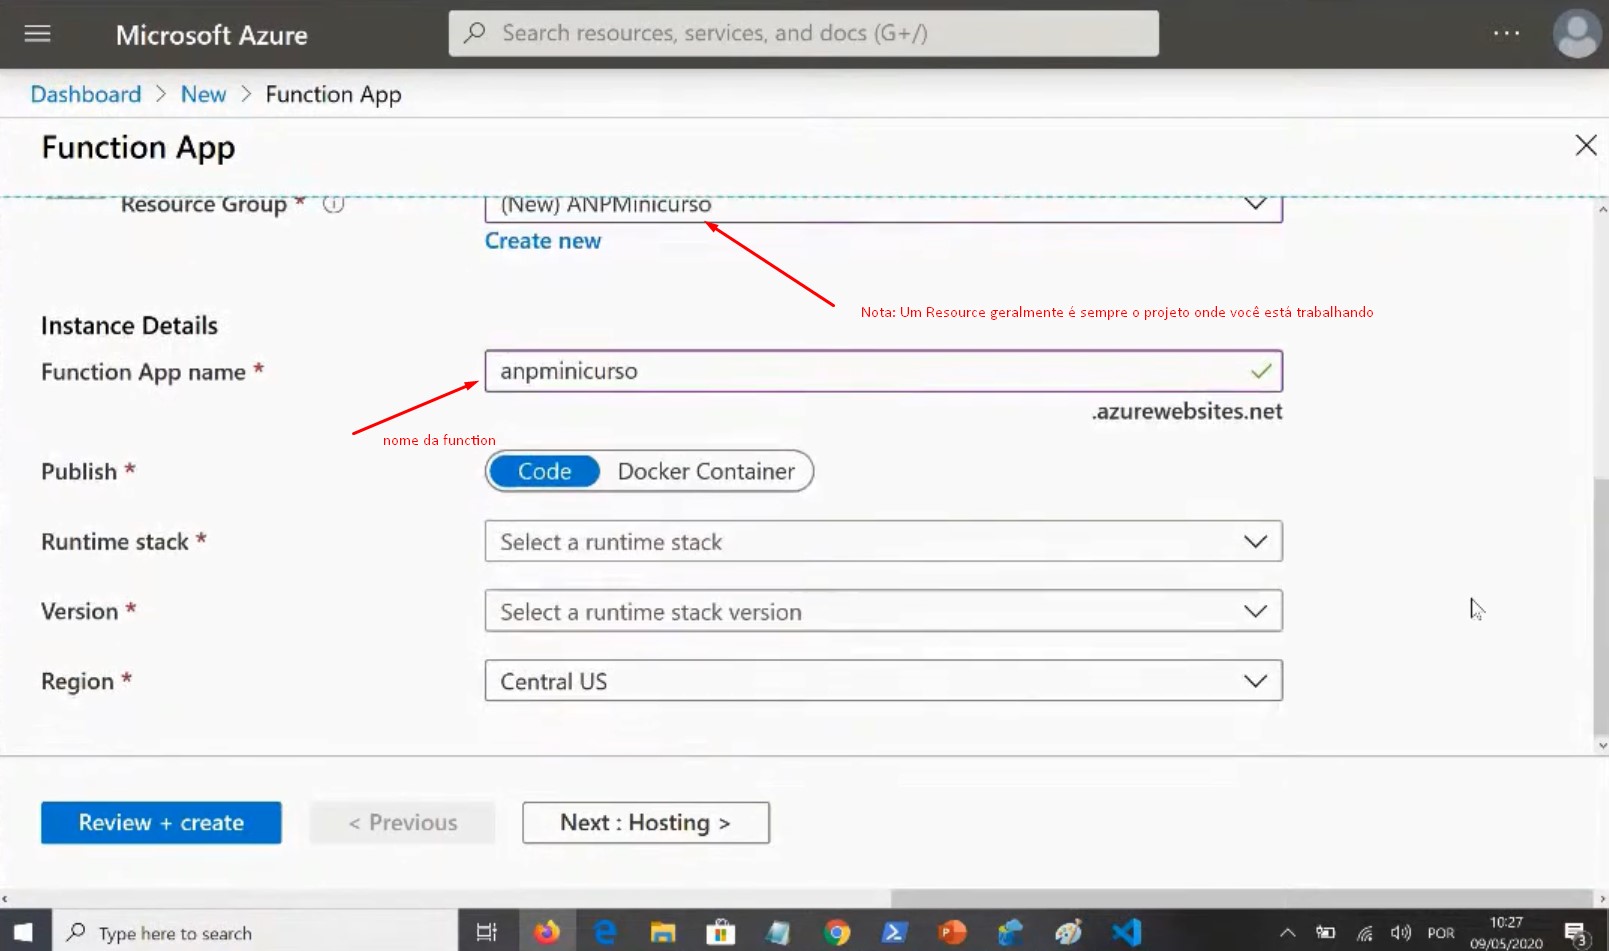 Microsoft Azure
Search resources, services, and docs (G+/)
...
Dashboard > New > Function App
Function App
Resource Group *
(New) ANPMinicurso
Create new
Nota: Um Resource geralmente é sempre o projeto onde você está trabalhando
Instance Details
Function App name *
anpminicurso
.azurewebsites.net
nome da function
Publish *
Code
Docker Container
Runtime stack *
Select a runtime stack
Version *
Select a runtime stack version
Region *
Central US
Review + create
< Previous
Next : Hosting >
Type here to search
POR
10:27
09/05/2020
3